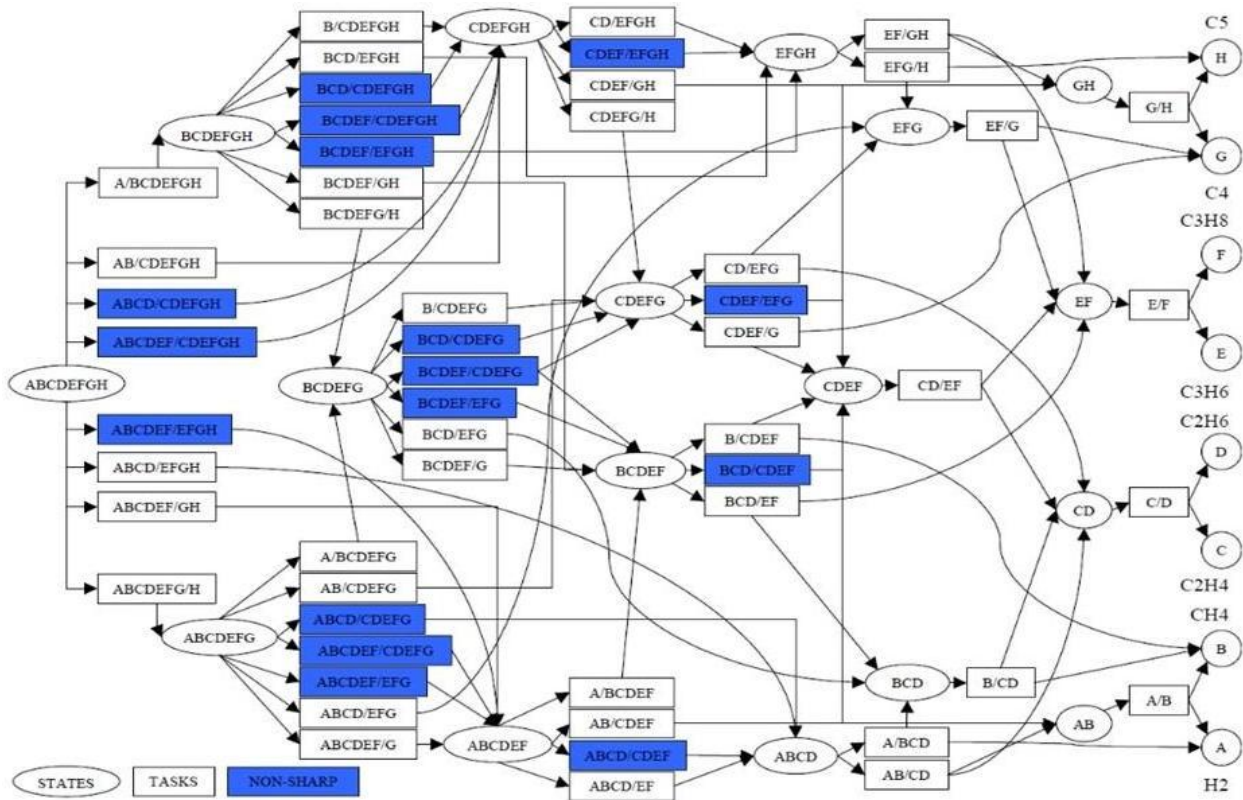 C5
B/CDEFGH
CDEFGH
CD/EFGH
EF/GH
H
BCD/EFGH
CDEF/EFGH
EFGH
EFG/H
BCD/CDEFGH
CDEF/GH
GH
G/H
BCDEFGH
BCDEF/CDEFGH
CDEFG/H
EFG
EF/G
BCDEF/EFGH
G
A/BCDEFGH
BCDEF/GH
C4
BCDEFG/H
C3H8
AB/CDEFGH
CD/EFG
F
ABCD/CDEFGH
B/CDEFG
CDEFG
CDEF/EFG
EF
E/F
ABCDEF/CDEFGH
BCD/CDEFG
CDEF/G
E
ABCDEFGH
BCDEFG
BCDEF/CDEFG
CDEF
CD/EF
C3H6
BCDEF/EFG
C2H6
ABCDEF/EFGH
BCD/EFG
B/CDEF
D
ABCD/EFGH
BCDEF/G
BCDEF
BCD/CDEF
ABCDEF/GH
BCD/EF
CD
C/D
C
A/BCDEFG
ABCDEFG/H
AB/CDEFG
C2H4
ABCD/CDEFG
CH4
ABCDEFG
ABCDEF/CDEFG
B
ABCDEF/EFG
A/BCDEF
BCD
B/CD
ABCD/EFG
AB/CDEF
AB
A/B
ABCDEF/G
ABCDEF
ABCD/CDEF
ABCD
A/BCD
A
ABCD/EF
AB/CD
STATES
TASKS
NON-SHARP
H2